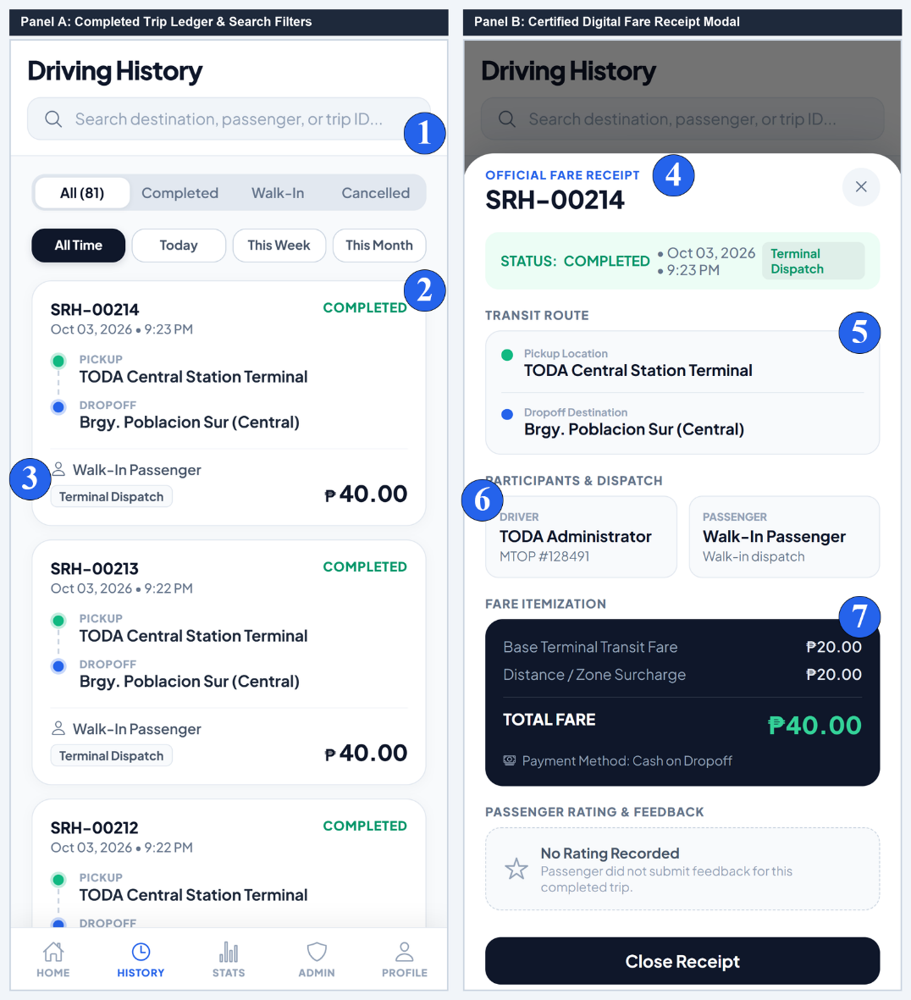 Panel A: Completed Trip Ledger & Search Filters
Driving History
Search destination, passenger, or trip ID...
1
All (81) Completed Walk-In Cancelled
All Time Today This Week This Month
2
SRH-00214 COMPLETED
Oct 03, 2026 • 9:23 PM
PICKUP
TODA Central Station Terminal
DROPOFF
Brgy. Poblacion Sur (Central)
3
Walk-In Passenger
Terminal Dispatch ₱40.00
SRH-00213 COMPLETED
Oct 03, 2026 • 9:22 PM
PICKUP
TODA Central Station Terminal
DROPOFF
Brgy. Poblacion Sur (Central)
Walk-In Passenger
Terminal Dispatch ₱40.00
SRH-00212 COMPLETED
Oct 03, 2026 • 9:22 PM
PICKUP
TODA Central Station Terminal
DROPOFF
HOME HISTORY STATS ADMIN PROFILE
Panel B: Certified Digital Fare Receipt Modal
Driving History
Search destination, passenger, or trip ID...
OFFICIAL FARE RECEIPT
4
SRH-00214
STATUS: COMPLETED • Oct 03, 2026 • 9:23 PM Terminal Dispatch
TRANSIT ROUTE
5
Pickup Location
TODA Central Station Terminal
Dropoff Destination
Brgy. Poblacion Sur (Central)
PARTICIPANTS & DISPATCH
6
DRIVER
TODA Administrator
MTOP #128491
PASSENGER
Walk-In Passenger
Walk-in dispatch
FARE ITEMIZATION
7
Base Terminal Transit Fare ₱20.00
Distance / Zone Surcharge ₱20.00
TOTAL FARE ₱40.00
Payment Method: Cash on Dropoff
PASSENGER RATING & FEEDBACK
No Rating Recorded
Passenger did not submit feedback for this
completed trip.
Close Receipt